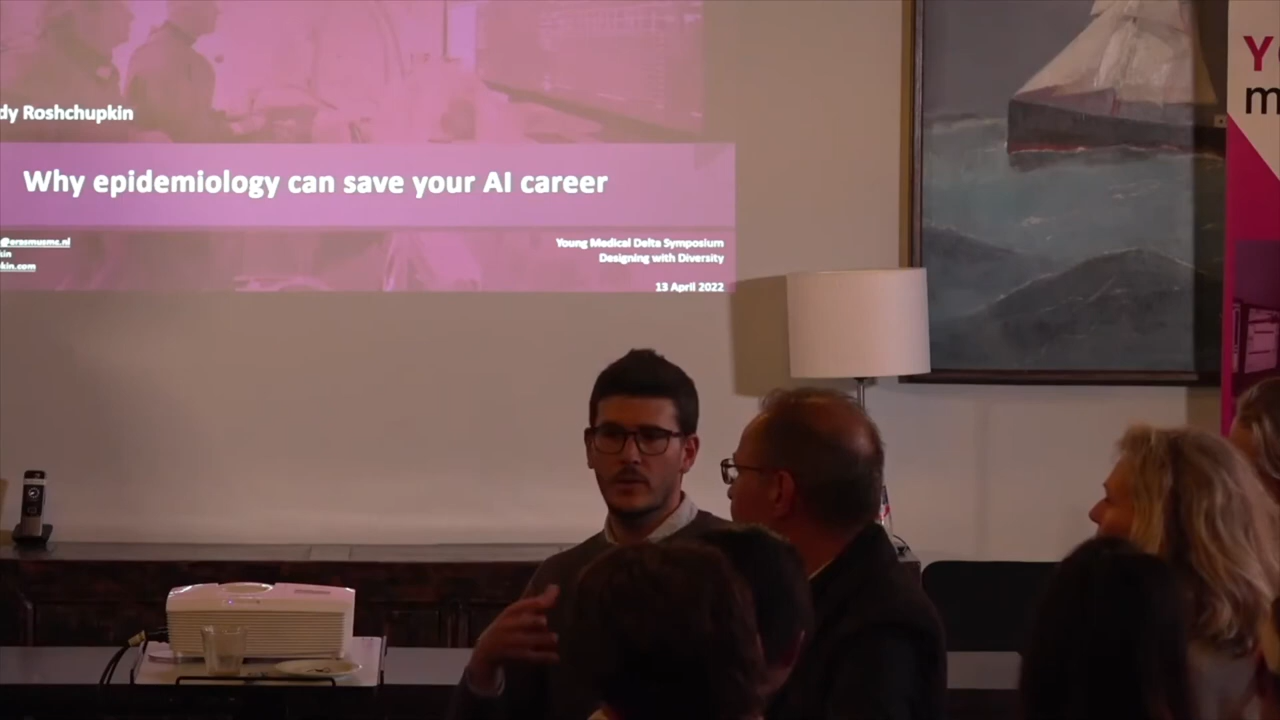 dy Roshchupkin
Why epidemiology can save your AI career
@erasmusmc.nl
kin
kin.com
Young Medical Delta Symposium
Designing with Diversity
13 April 2022
Y
m